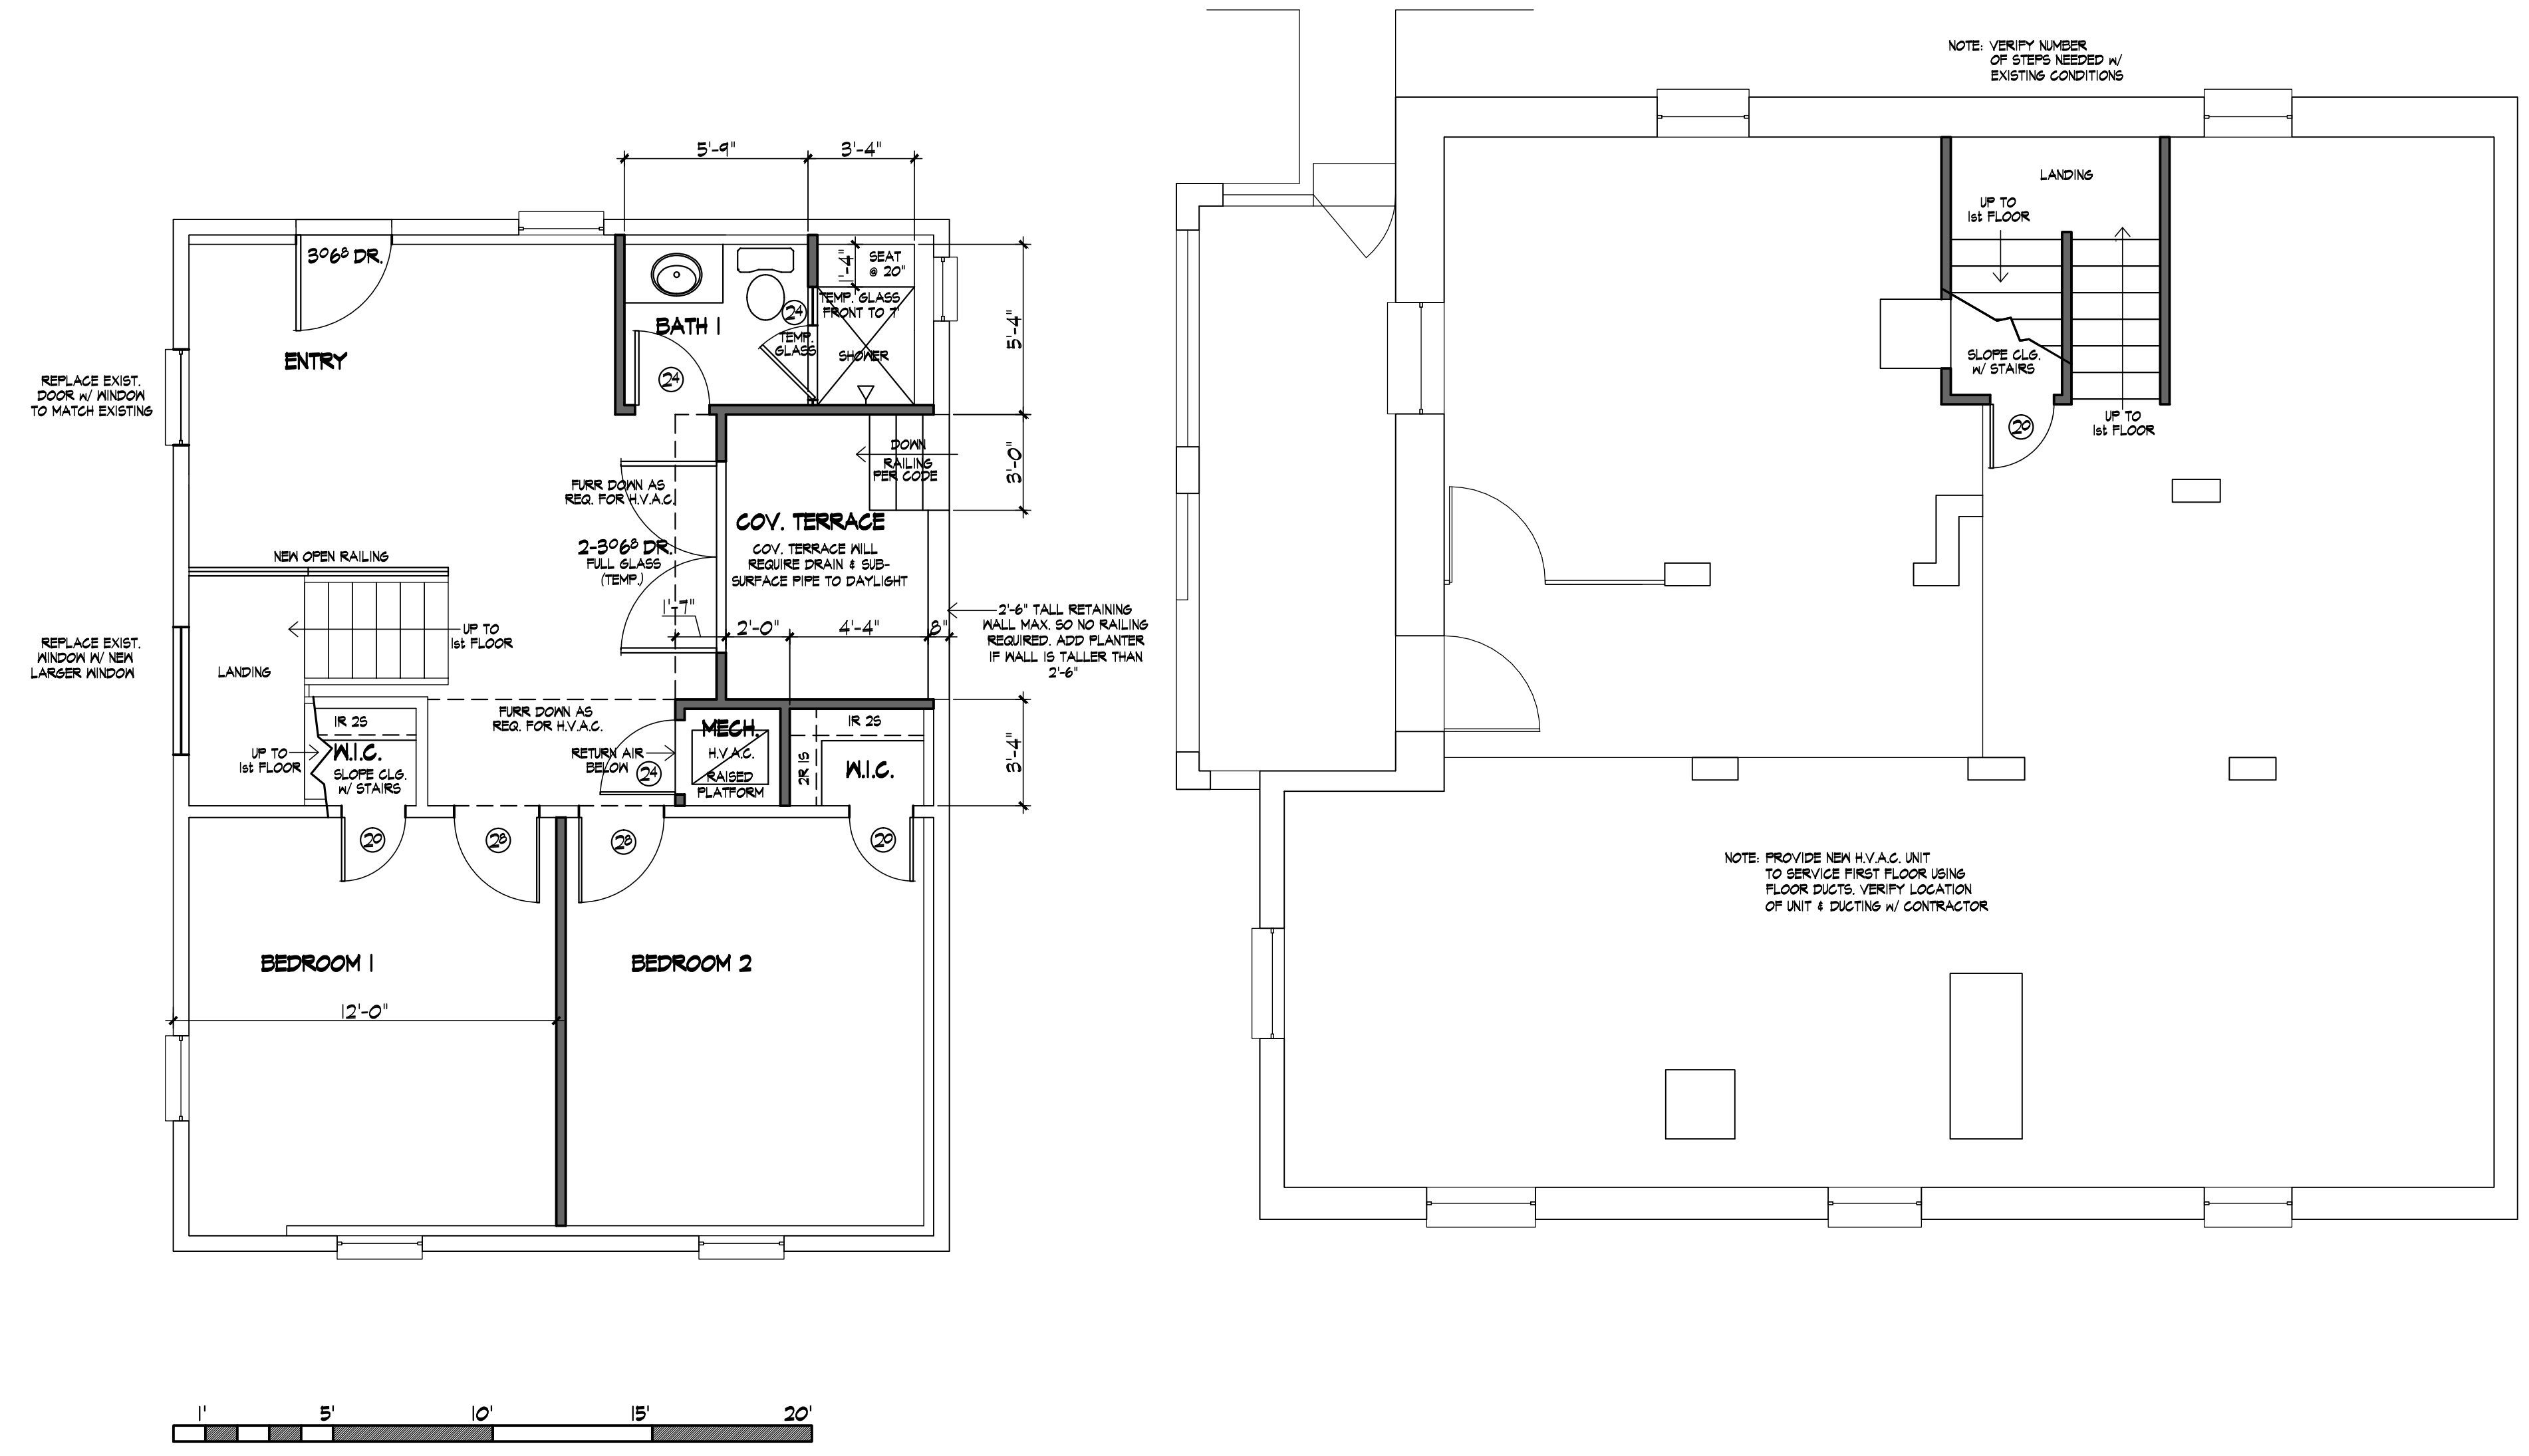 NOTE: VERIFY NUMBER
OF STEPS NEEDED w/
EXISTING CONDITIONS
5'-9"
3'-4"
LANDING
UP TO
1st FLOOR
3068 DR.
1'-4"
SEAT
@ 20"
TEMP. GLASS
FRONT TO 7'
24
BATH 1
TEMP.
GLASS
SHOWER
5'-4"
ENTRY
24
REPLACE EXIST.
DOOR w/ WINDOW
TO MATCH EXISTING
SLOPE CLG.
w/ STAIRS
20
UP TO
1st FLOOR
DOWN
RAILING
PER CODE
3'-0"
FURR DOWN AS
REQ. FOR H.V.A.C.
COV. TERRACE
COV. TERRACE WILL
REQUIRE DRAIN & SUB-
SURFACE PIPE TO DAYLIGHT
2-3068 DR.
FULL GLASS
(TEMP.)
NEW OPEN RAILING
1'-7"
2'-0"
4'-4"
8"
2'-6" TALL RETAINING
WALL MAX. SO NO RAILING
REQUIRED. ADD PLANTER
IF WALL IS TALLER THAN
2'-6"
UP TO
1st FLOOR
REPLACE EXIST.
WINDOW W/ NEW
LARGER WINDOW
LANDING
1R 2S
FURR DOWN AS
REQ. FOR H.V.A.C.
MECH.
1R 2S
UP TO
1st FLOOR
W.I.C.
SLOPE CLG.
w/ STAIRS
RETURN AIR
BELOW
24
H.V.A.C.
RAISED
PLATFORM
2R 1S
W.I.C.
3'-4"
20
28
28
20
NOTE: PROVIDE NEW H.V.A.C. UNIT
TO SERVICE FIRST FLOOR USING
FLOOR DUCTS. VERIFY LOCATION
OF UNIT & DUCTING w/ CONTRACTOR
BEDROOM 1
BEDROOM 2
12'-0"
1'
5'
10'
15'
20'